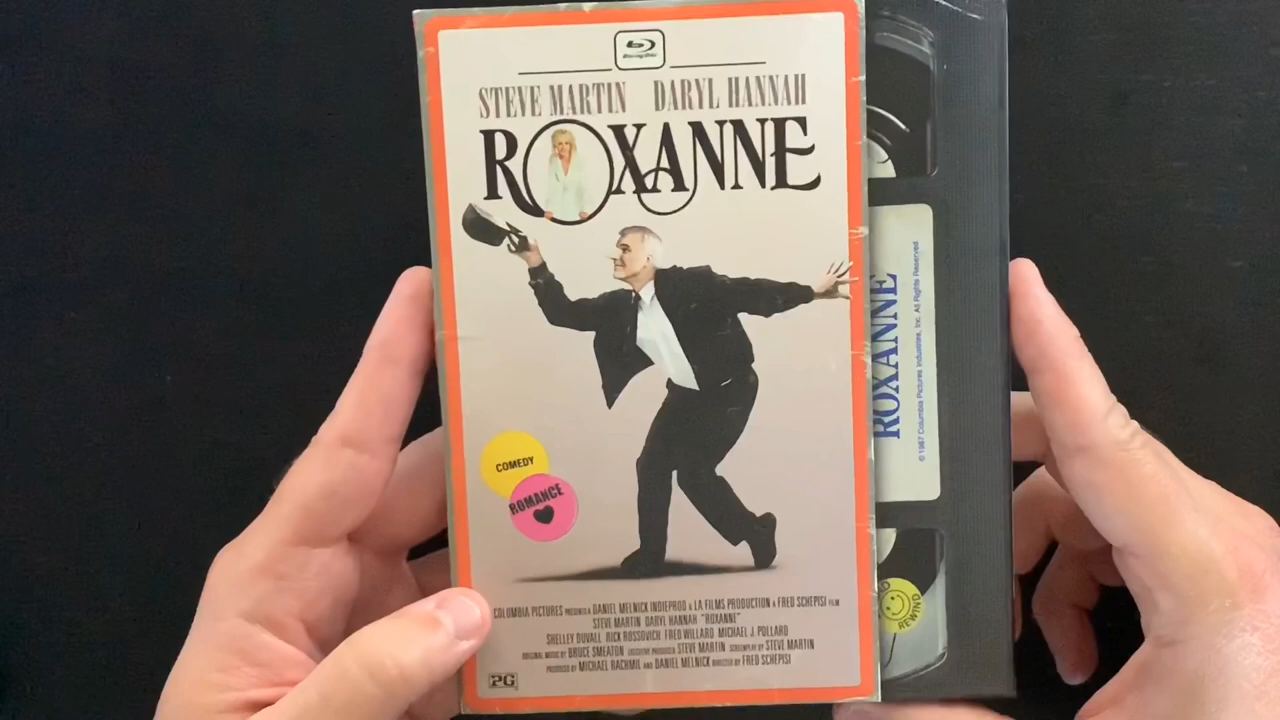 Blu-ray Disc
STEVE MARTIN DARYL HANNAH
ROXANNE
COMEDY
ROMANCE
COLUMBIA PICTURES PRESENTS A DANIEL MELNICK INDIEPROD & LA FILMS PRODUCTION A FRED SCHEPISI FILM
STEVE MARTIN DARYL HANNAH "ROXANNE"
SHELLEY DUVALL RICK ROSSOVICH FRED WILLARD MICHAEL J. POLLARD
ORIGINAL MUSIC BY BRUCE SMEATON EXECUTIVE PRODUCER STEVE MARTIN SCREENPLAY BY STEVE MARTIN
PRODUCED BY MICHAEL RACHMIL AND DANIEL MELNICK DIRECTED BY FRED SCHEPISI
PG
ROXANNE
© 1987 Columbia Pictures Industries, Inc. All Rights Reserved
REWIND